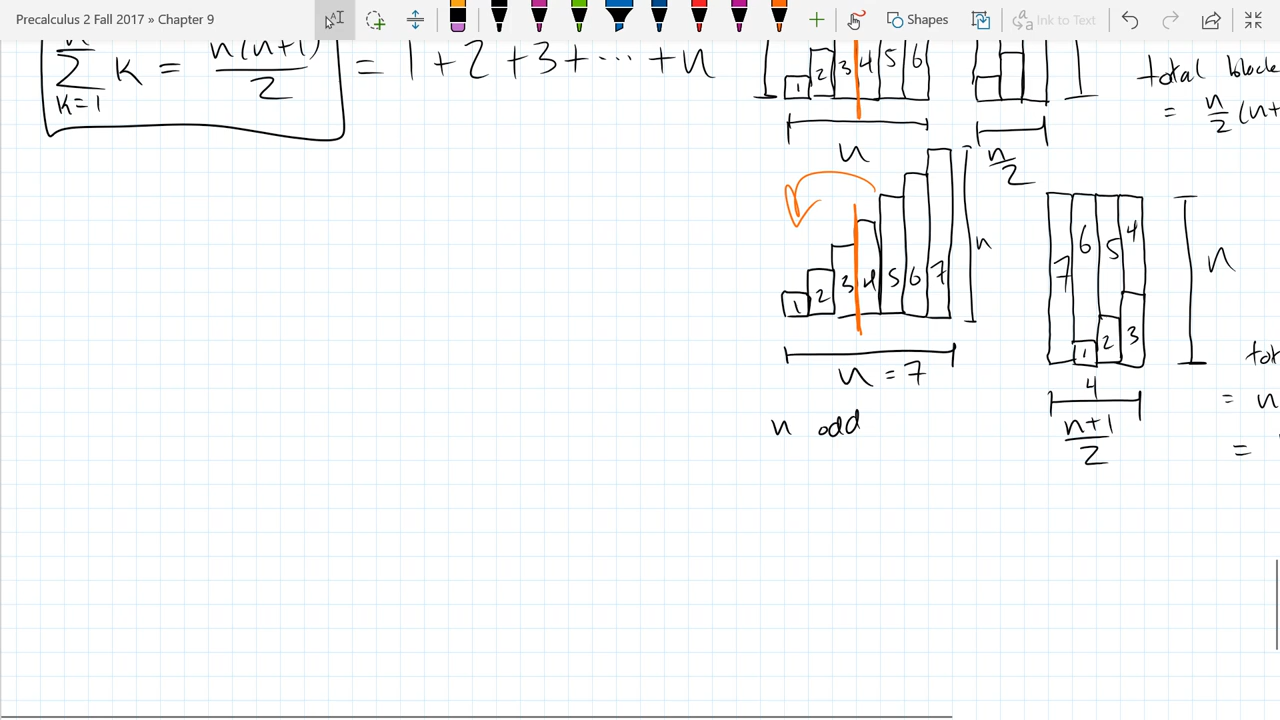 Precalculus 2 Fall 2017 » Chapter 9
Shapes
Ink to Text
n(n+1)
∑ k = = 1 + 2 + 3 + ⋯ + n
k=1 2
1 2 3 4 5 6
total
= n/2 (n+
n
n/2
1 2 3 4 5 6 7
n
n = 7
n odd
7 6 5 4
1 2 3
n
4
n+1
2
= n
=